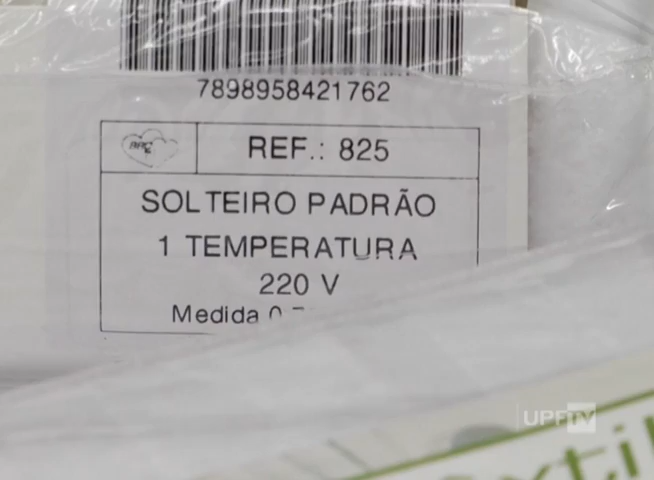 7898958421762
REF.: 825
SOLTEIRO PADRÃO
1 TEMPERATURA
220 V
Medida
UPFTV